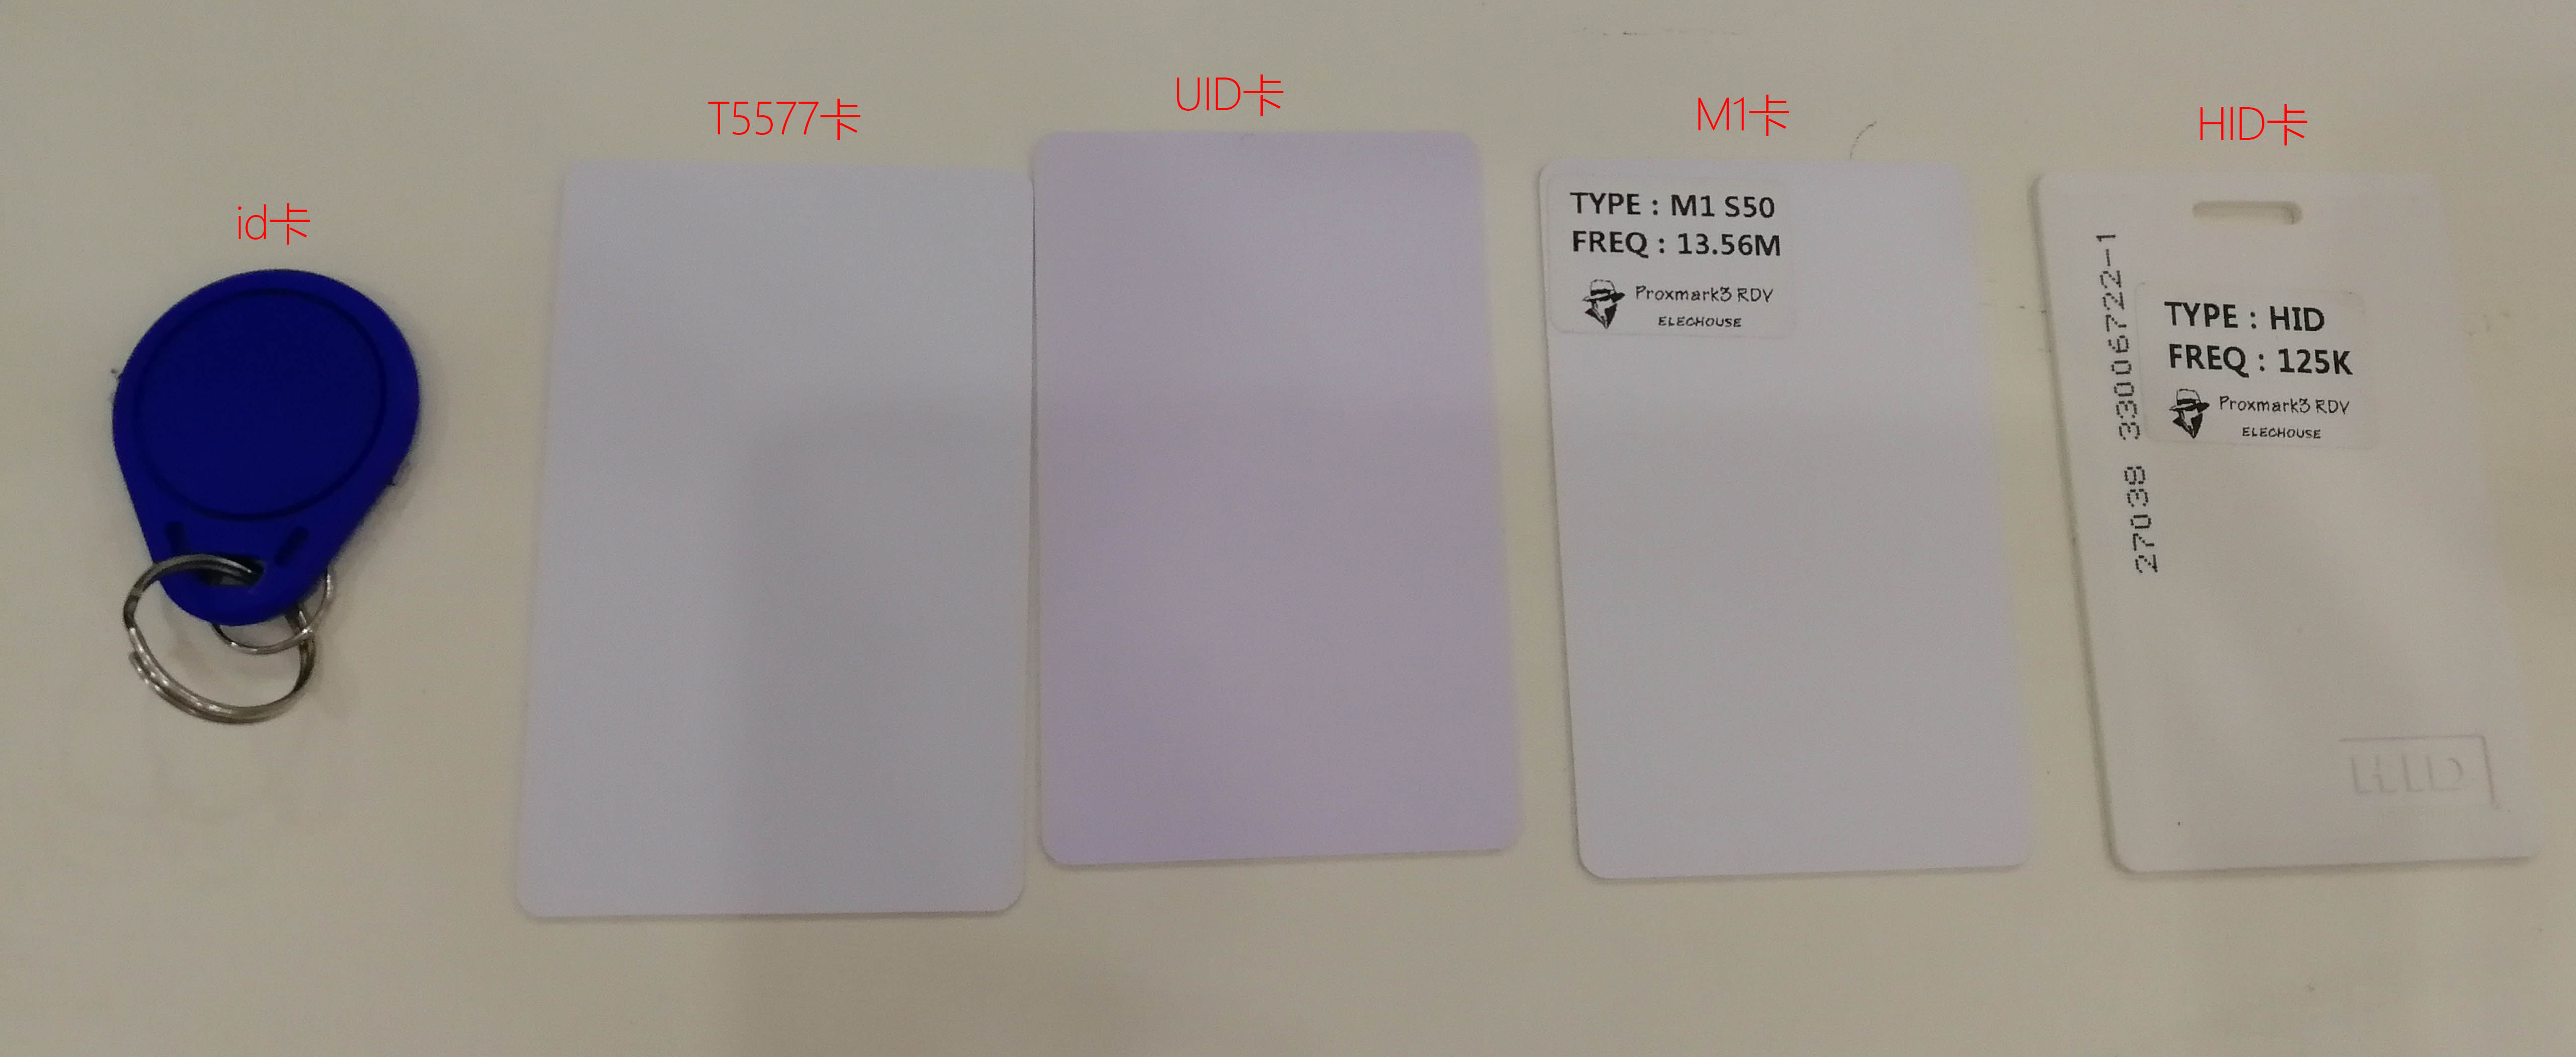 id卡
T5577卡
UID卡
M1卡
HID卡
TYPE : M1 S50
FREQ : 13.56M
Proxmark3 RDV
ELECHOUSE
27038 33006722-1
TYPE : HID
FREQ : 125K
Proxmark3 RDV
ELECHOUSE
HID